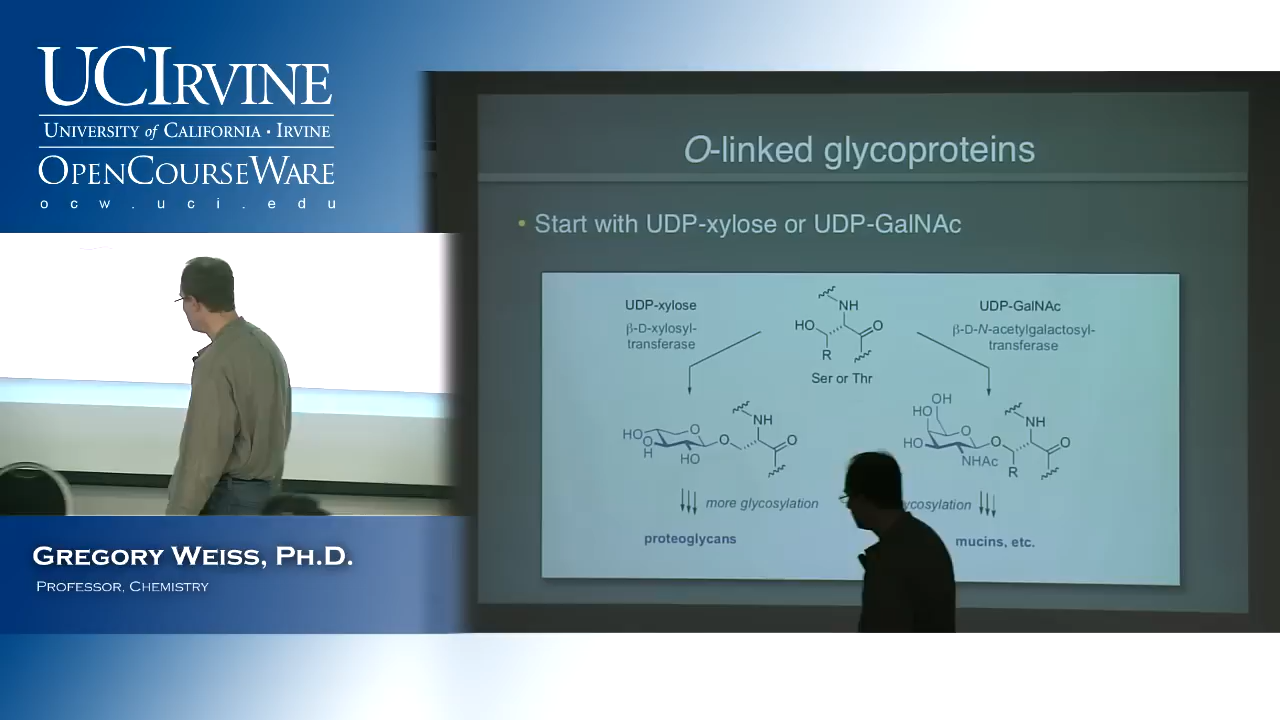 UCIRVINE
UNIVERSITY of CALIFORNIA · IRVINE
OPENCOURSEWARE
ocw.uci.edu
GREGORY WEISS, PH.D.
PROFESSOR, CHEMISTRY
O-linked glycoproteins
• Start with UDP-xylose or UDP-GalNAc
UDP-xylose
β-D-xylosyl-
transferase
NH
HO
O
R
Ser or Thr
UDP-GalNAc
β-D-N-acetylgalactosyl-
transferase
NH
HO
O
HO
H
HO
O
O
more glycosylation
proteoglycans
OH
HO
HO
O
NHAc
O
NH
O
R
mucins, etc.